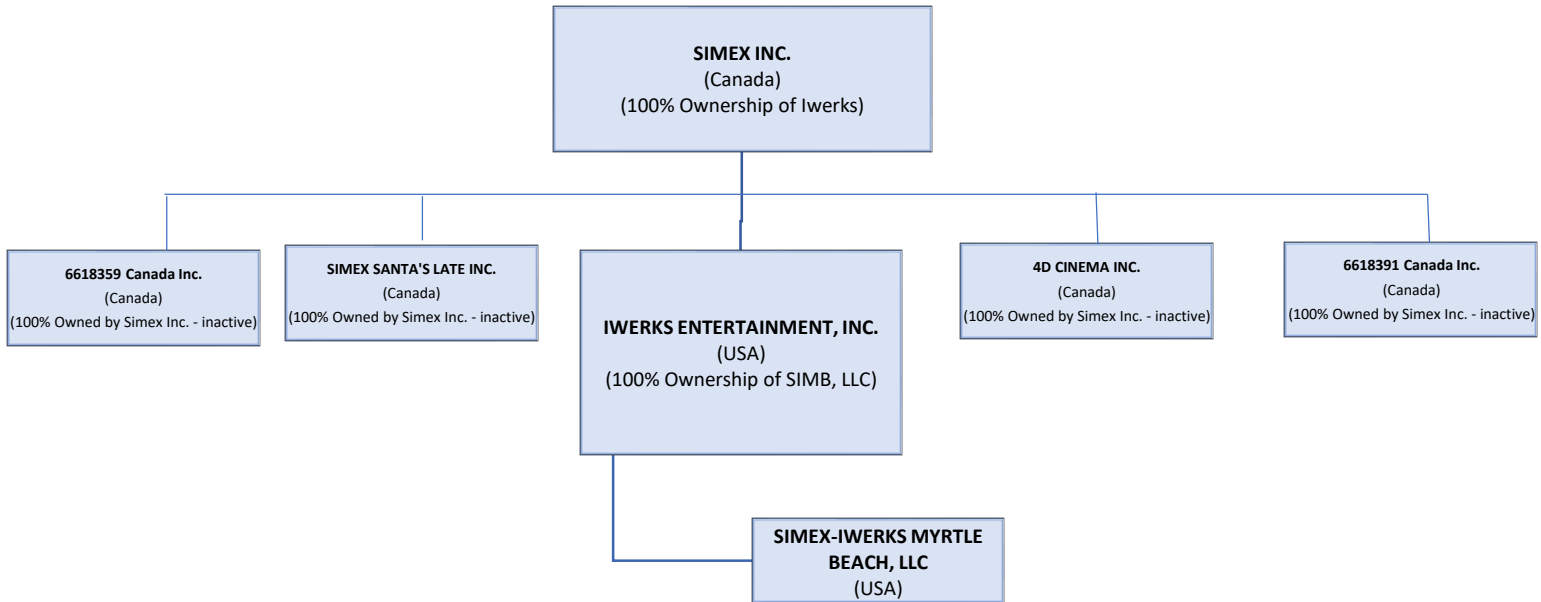 SIMEX INC.
(Canada)
(100% Ownership of Iwerks)
6618359 Canada Inc.
(Canada)
(100% Owned by Simex Inc. - inactive)
SIMEX SANTA'S LATE INC.
(Canada)
(100% Owned by Simex Inc. - inactive)
IWERKS ENTERTAINMENT, INC.
(USA)
(100% Ownership of SIMB, LLC)
4D CINEMA INC.
(Canada)
(100% Owned by Simex Inc. - inactive)
6618391 Canada Inc.
(Canada)
(100% Owned by Simex Inc. - inactive)
SIMEX-IWERKS MYRTLE
BEACH, LLC
(USA)